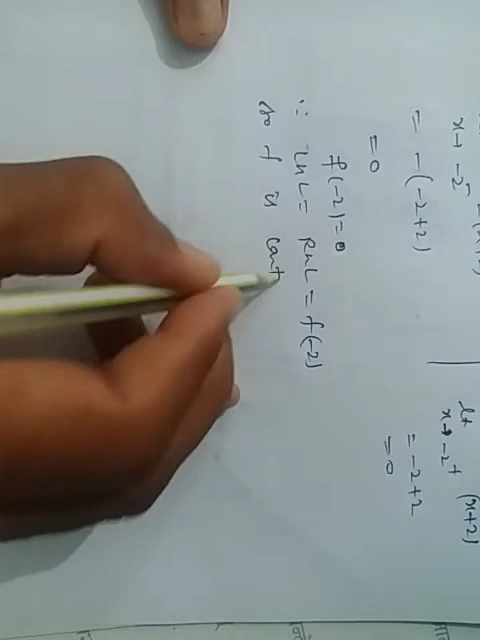 x→ -2⁻
= -(-2+2)
= 0
lt
x→ -2⁺ (x+2)
= -2+2
= 0
f(-2)=0
∵ LHL = RHL = f(-2)
so f is cont